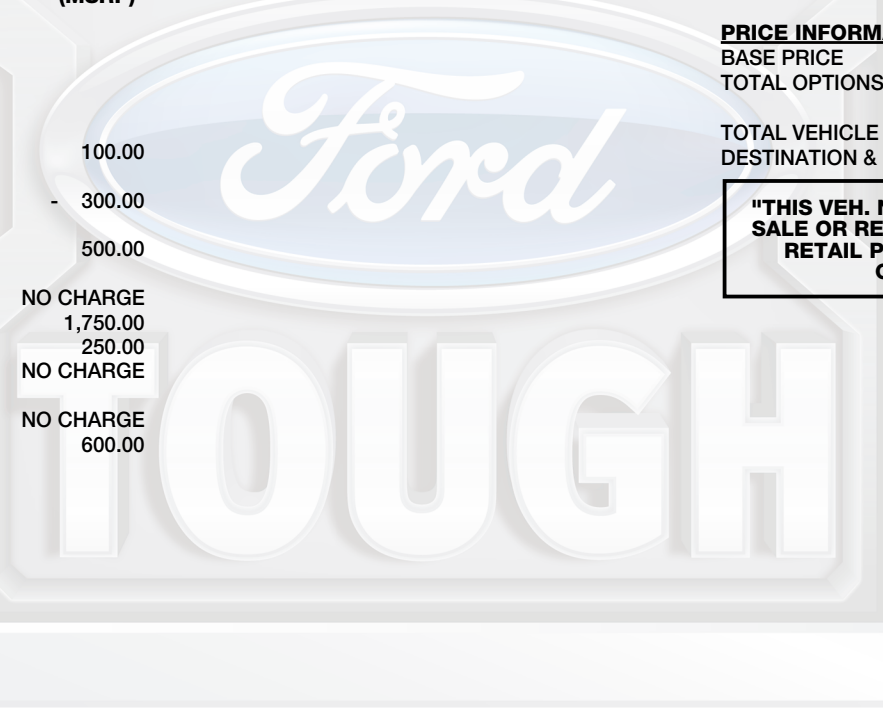 PRICE INFORM
BASE PRICE
TOTAL OPTIONS
TOTAL VEHICLE
DESTINATION &
"THIS VEH.
SALE OR RE
RETAIL P
100.00
- 300.00
500.00
NO CHARGE
1,750.00
250.00
NO CHARGE
NO CHARGE
600.00
Ford
TOUGH